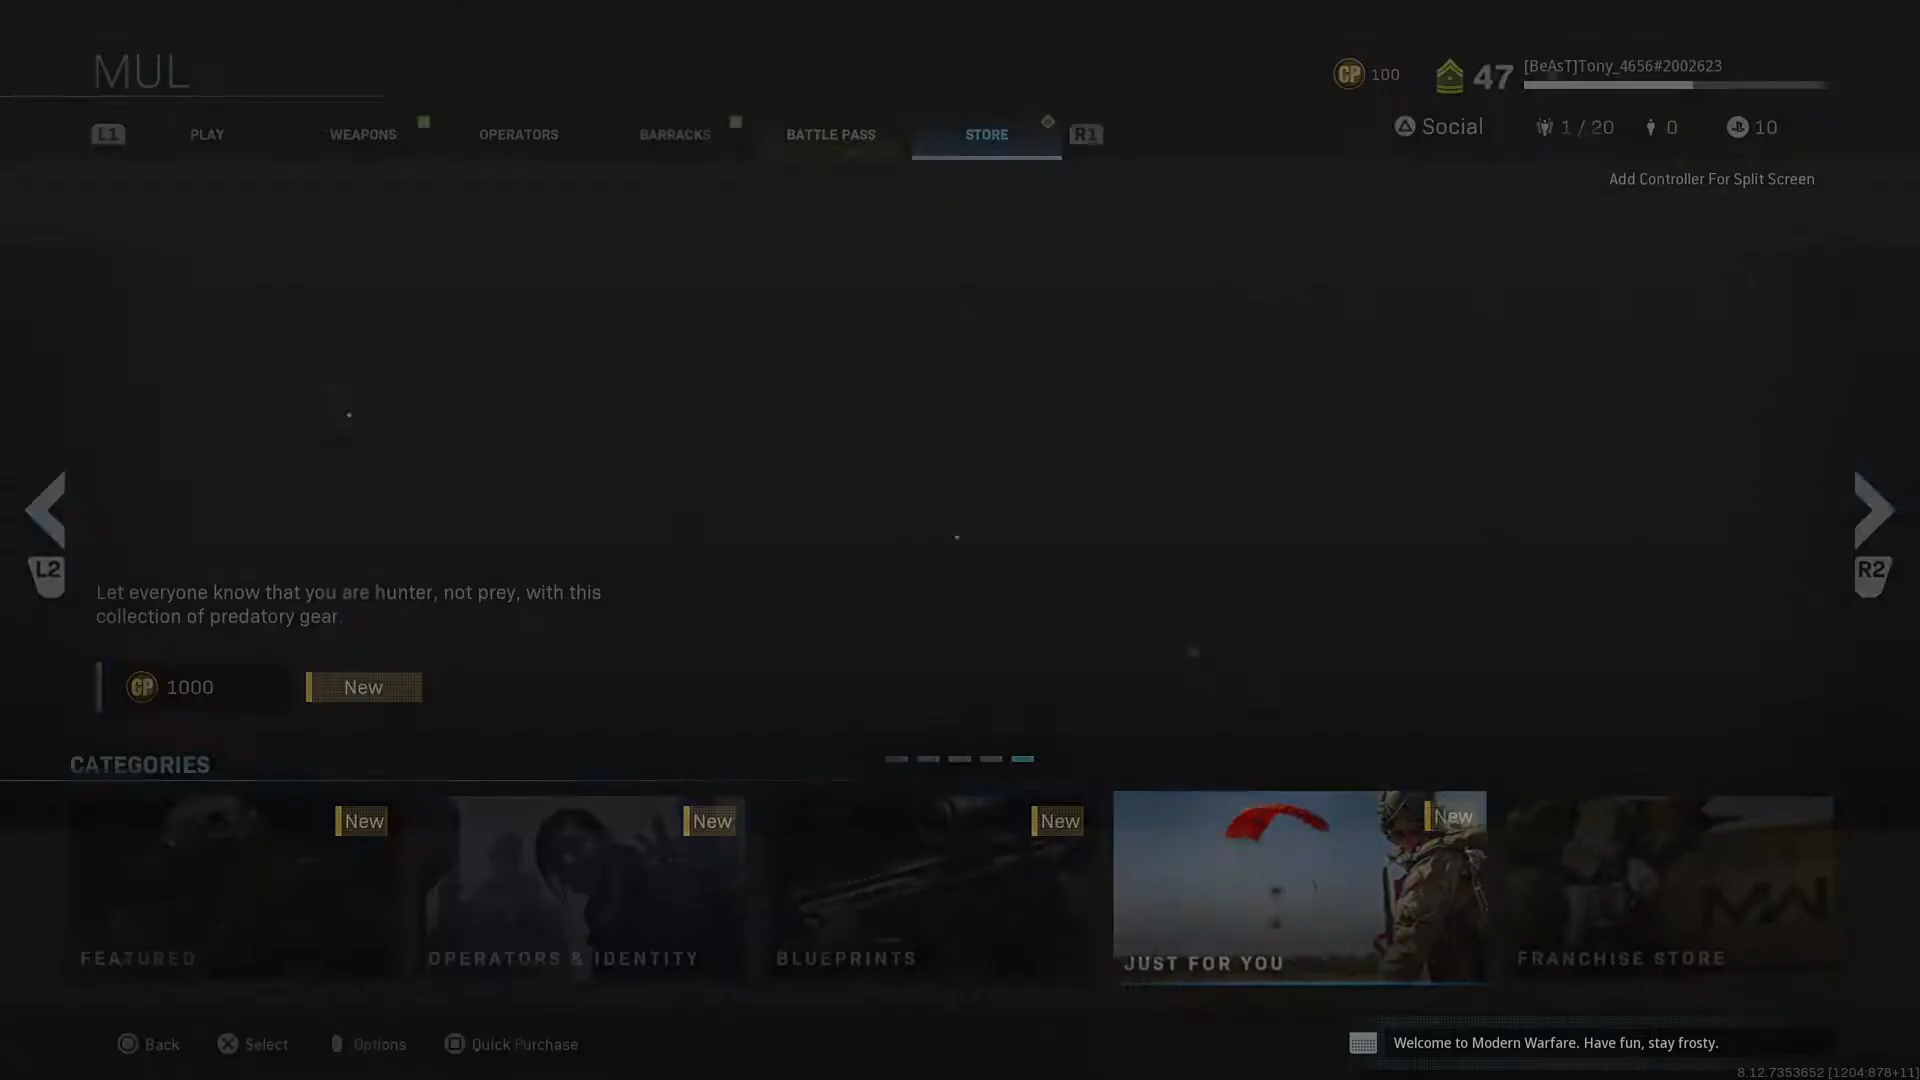 MUL
CP 100
47
[BeAsT]Tony_4656#2002623
L1
PLAY
WEAPONS
OPERATORS
BARRACKS
BATTLE PASS
STORE
R1
Social
1 / 20
0
10
Add Controller For Split Screen
L2
R2
Let everyone know that you are hunter, not prey, with this
collection of predatory gear.
CP 1000
New
CATEGORIES
New
New
New
New
FEATURED
OPERATORS & IDENTITY
BLUEPRINTS
JUST FOR YOU
MW
FRANCHISE STORE
Back
Select
Options
Quick Purchase
Welcome to Modern Warfare. Have fun, stay frosty.
8.12.7353652 [1204:878+11]